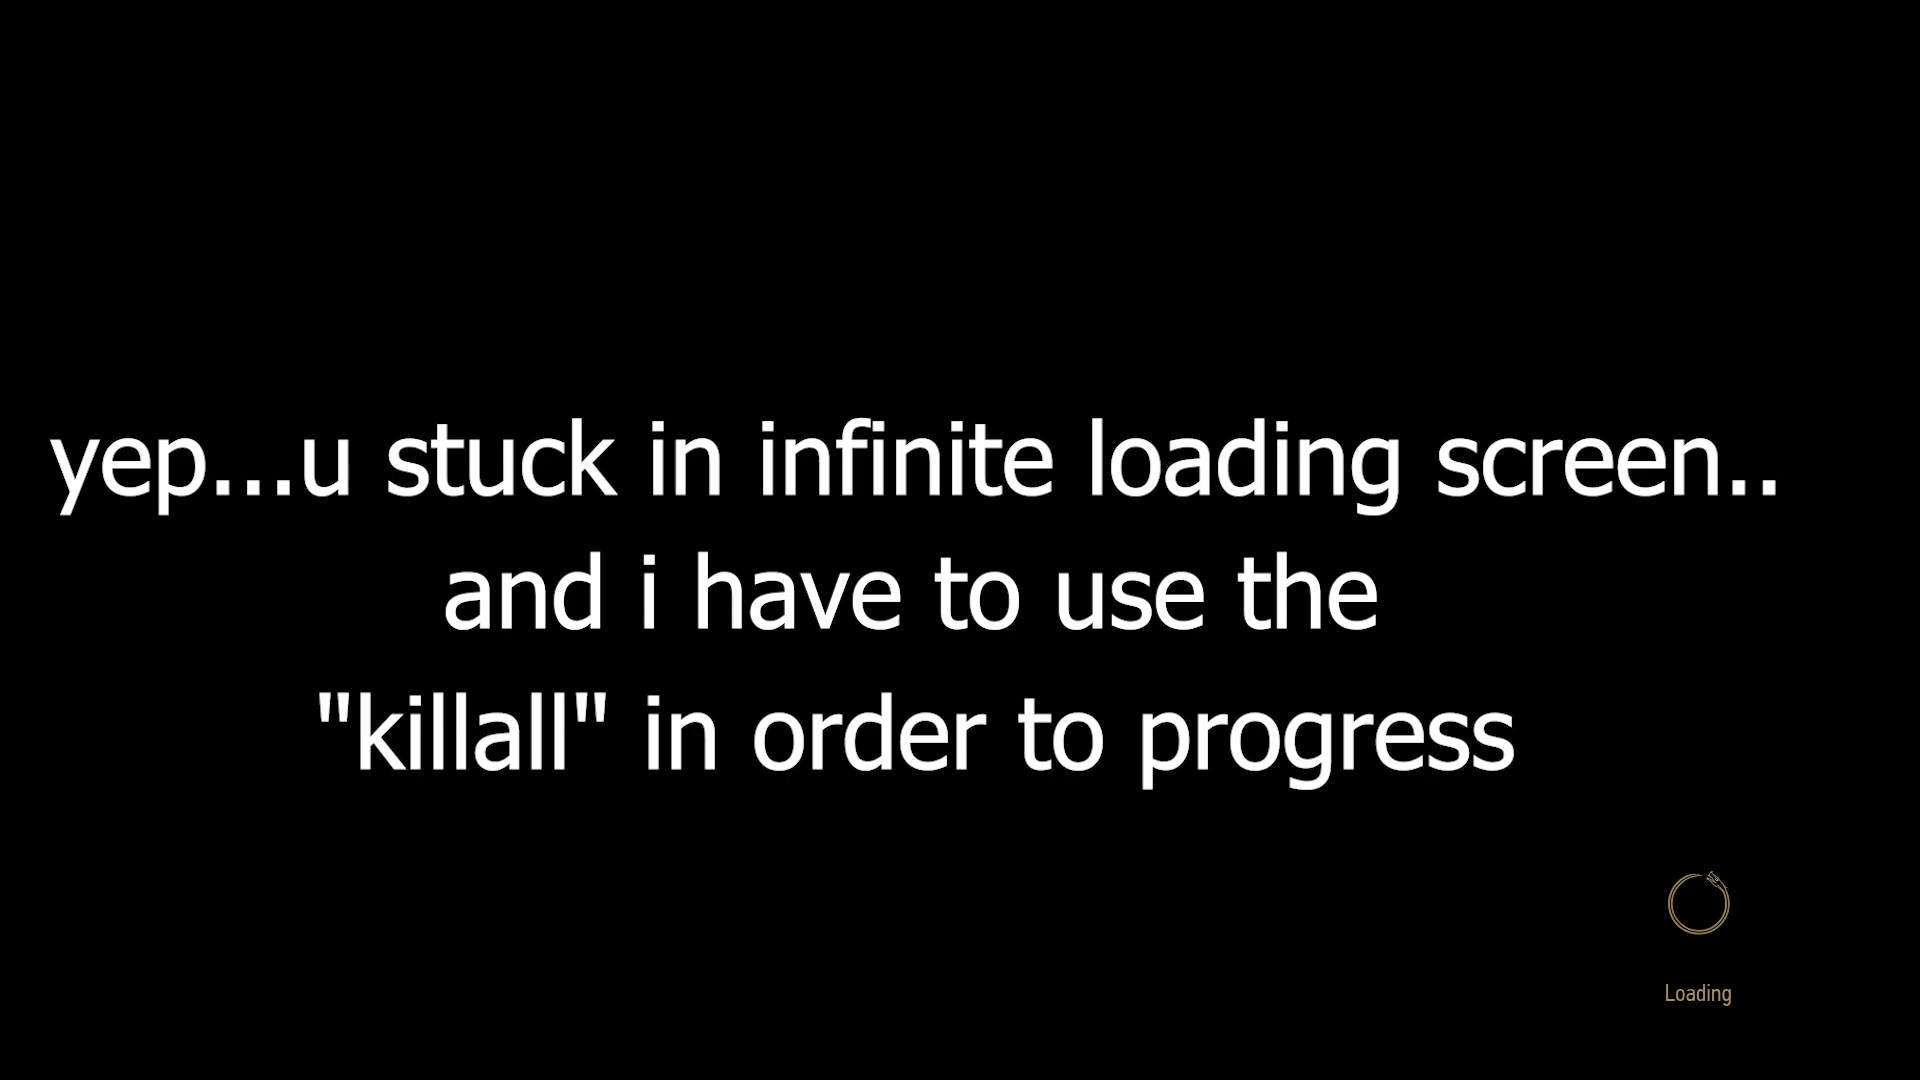 yep...u stuck in infinite loading screen..
and i have to use the
"killall" in order to progress
Loading